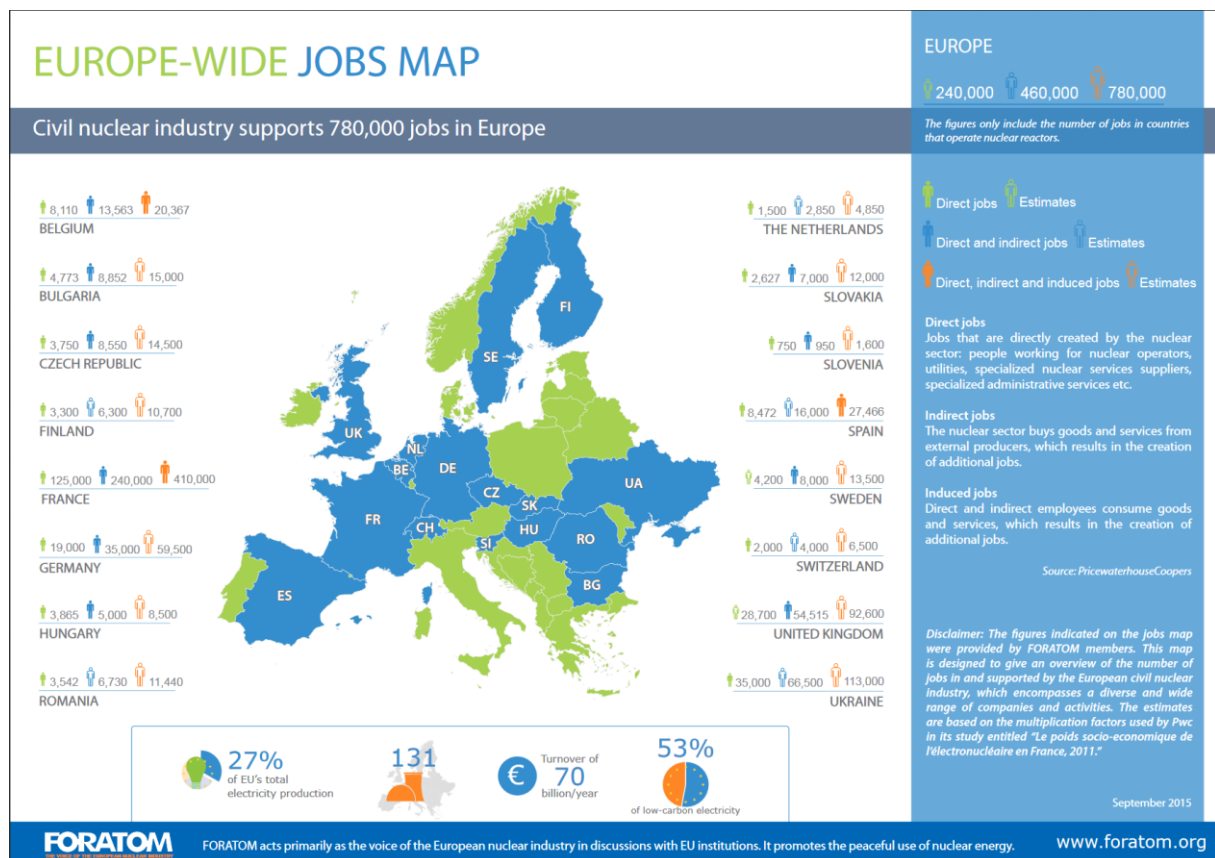 EUROPE-WIDE JOBS MAP
Civil nuclear industry supports 780,000 jobs in Europe
EUROPE
240,000 460,000 780,000
The figures only include the number of jobs in countries
that operate nuclear reactors.
Direct jobs Estimates
Direct and indirect jobs Estimates
Direct, indirect and induced jobs Estimates
Direct jobs
Jobs that are directly created by the nuclear
sector: people working for nuclear operators,
utilities, specialized nuclear services suppliers,
specialized administrative services etc.
Indirect jobs
The nuclear sector buys goods and services from
external producers, which results in the creation
of additional jobs.
Induced jobs
Direct and indirect employees consume goods
and services, which results in the creation of
additional jobs.
Source: PricewaterhouseCoopers
Disclaimer: The figures indicated on the jobs map
were provided by FORATOM members. This map
is designed to give an overview of the number of
jobs in and supported by the European civil nuclear
industry, which encompasses a diverse and wide
range of companies and activities. The estimates
are based on the multiplication factors used by Pwc
in its study entitled "Le poids socio-economique de
l'électronucléaire en France, 2011."
September 2015
8,110 13,563 20,367
BELGIUM
4,773 8,852 15,000
BULGARIA
3,750 8,550 14,500
CZECH REPUBLIC
3,300 6,300 10,700
FINLAND
125,000 240,000 410,000
FRANCE
19,000 35,000 59,500
GERMANY
3,865 5,000 8,500
HUNGARY
3,542 6,730 11,440
ROMANIA
FI
SE
UK
NL
BE
DE
CZ
SK
UA
FR
CH
HU
SI
RO
BG
ES
1,500 2,850 4,850
THE NETHERLANDS
2,627 7,000 12,000
SLOVAKIA
750 950 1,600
SLOVENIA
8,472 16,000 27,466
SPAIN
4,200 8,000 13,500
SWEDEN
2,000 4,000 6,500
SWITZERLAND
28,700 54,515 92,600
UNITED KINGDOM
35,000 66,500 113,000
UKRAINE
27%
of EU's total
electricity production
131
€
Turnover of
70
billion/year
53%
of low-carbon electricity
FORATOM
THE VOICE OF THE EUROPEAN NUCLEAR INDUSTRY
FORATOM acts primarily as the voice of the European nuclear industry in discussions with EU institutions. It promotes the peaceful use of nuclear energy.
www.foratom.org